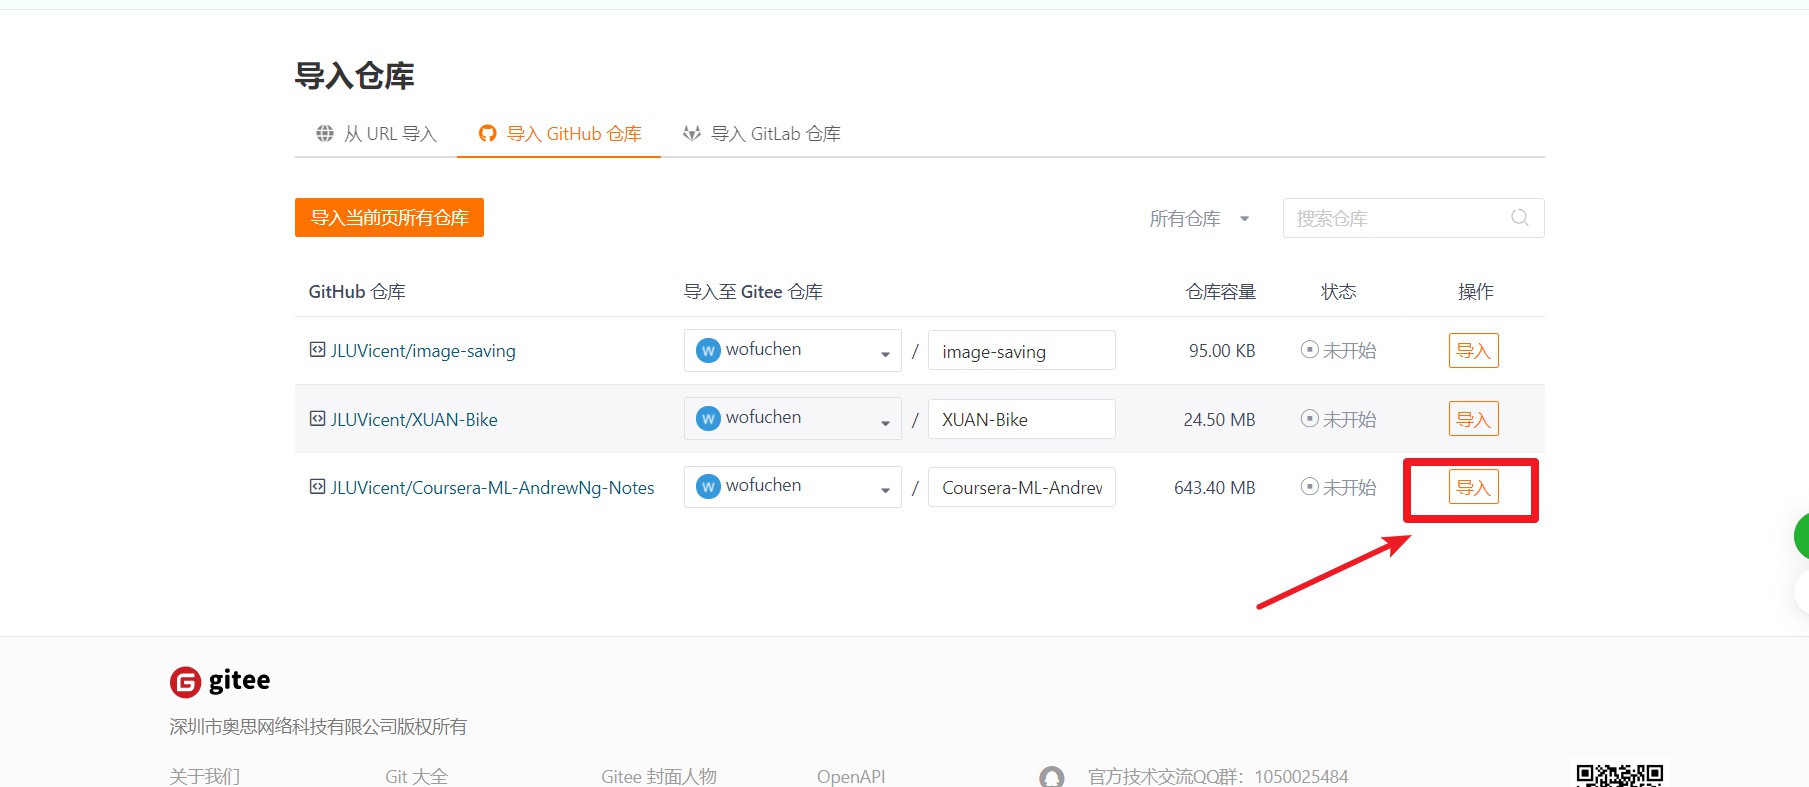 导入仓库
从 URL 导入 导入 GitHub 仓库 导入 GitLab 仓库
导入当前页所有仓库 所有仓库 搜索仓库
GitHub 仓库 导入至 Gitee 仓库 仓库容量 状态 操作
JLUVicent/image-saving W wofuchen / image-saving 95.00 KB 未开始 导入
JLUVicent/XUAN-Bike W wofuchen / XUAN-Bike 24.50 MB 未开始 导入
JLUVicent/Coursera-ML-AndrewNg-Notes W wofuchen / Coursera-ML-Andrew 643.40 MB 未开始 导入
G gitee
深圳市奥思网络科技有限公司版权所有
关于我们 Git 大全 Gitee 封面人物 OpenAPI 官方技术交流QQ群：1050025484